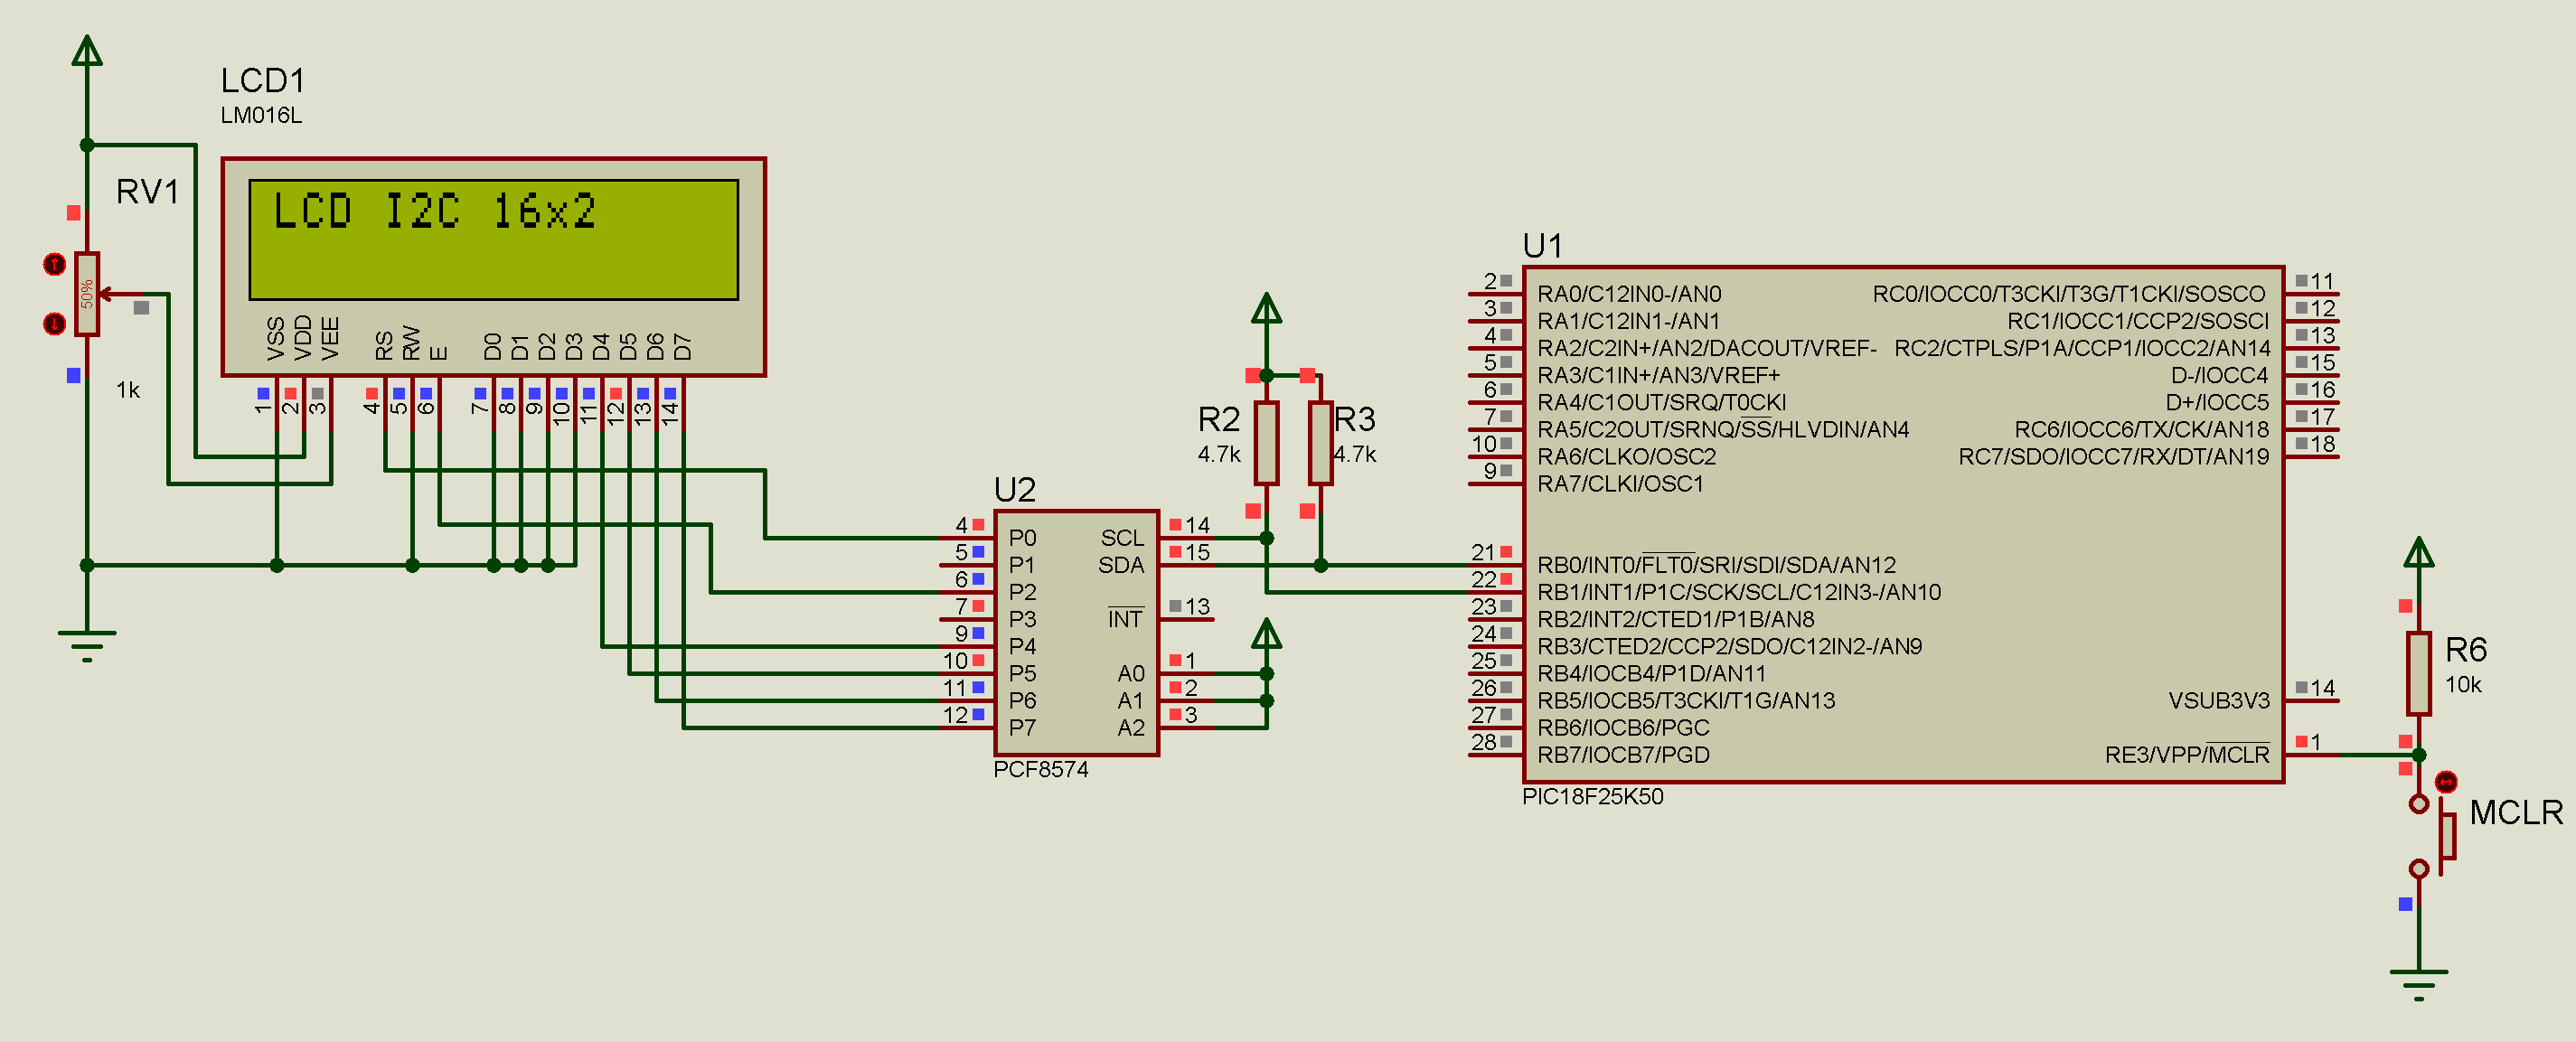 LCD1
LM016L
RV1
50%
1k
LCD I2C 16x2
VSS
VDD
VEE
RS
RW
E
D0
D1
D2
D3
D4
D5
D6
D7
1
2
3
4
5
6
7
8
9
10
11
12
13
14
U2
4 P0 SCL 14
5 P1 SDA 15
6 P2
7 P3 INT 13
9 P4
10 P5 A0 1
11 P6 A1 2
12 P7 A2 3
PCF8574
R2
4.7k
R3
4.7k
U1
2 RA0/C12IN0-/AN0 RC0/IOCC0/T3CKI/T3G/T1CKI/SOSCO 11
3 RA1/C12IN1-/AN1 RC1/IOCC1/CCP2/SOSCI 12
4 RA2/C2IN+/AN2/DACOUT/VREF- RC2/CTPLS/P1A/CCP1/IOCC2/AN14 13
5 RA3/C1IN+/AN3/VREF+ D-/IOCC4 15
6 RA4/C1OUT/SRQ/T0CKI D+/IOCC5 16
7 RA5/C2OUT/SRNQ/SS/HLVDIN/AN4 RC6/IOCC6/TX/CK/AN18 17
10 RA6/CLKO/OSC2 RC7/SDO/IOCC7/RX/DT/AN19 18
9 RA7/CLKI/OSC1
21 RB0/INT0/FLT0/SRI/SDI/SDA/AN12
22 RB1/INT1/P1C/SCK/SCL/C12IN3-/AN10
23 RB2/INT2/CTED1/P1B/AN8
24 RB3/CTED2/CCP2/SDO/C12IN2-/AN9
25 RB4/IOCB4/P1D/AN11
26 RB5/IOCB5/T3CKI/T1G/AN13 VSUB3V3 14
27 RB6/IOCB6/PGC
28 RB7/IOCB7/PGD RE3/VPP/MCLR 1
PIC18F25K50
R6
10k
MCLR